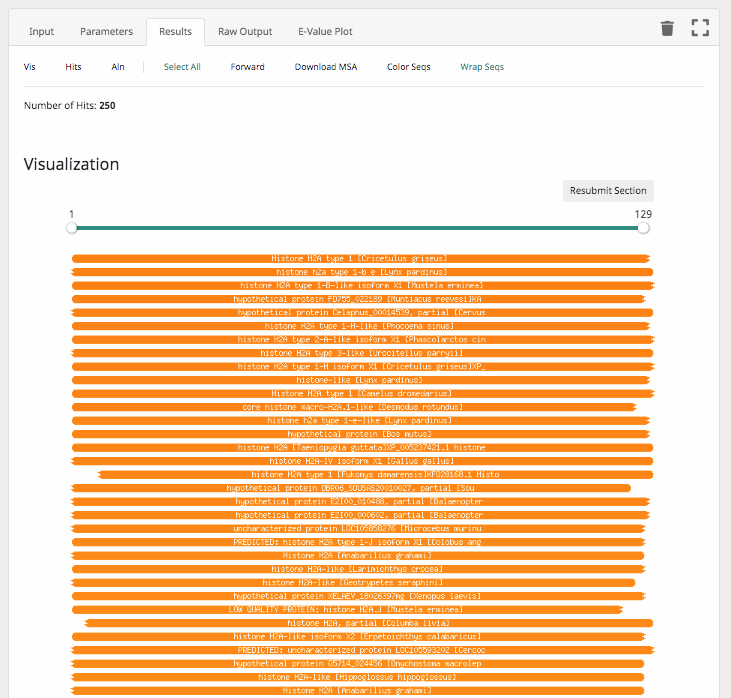 Input Parameters Results Raw Output E-Value Plot
Vis Hits Aln Select All Forward Download MSA Color Seqs Wrap Seqs
Number of Hits: 250
Visualization
Resubmit Section
1 129
Histone H2A type 1 [Cricetulus griseus]
histone h2a type 1-b e [Lynx pardinus]
histone H2A type 1-B-like isoform X1 [Mustela erminea]
hypothetical protein FD755_022189 [Muntiacus reevesi]KA
hypothetical protein Celaphus_00014539, partial [Cervus
histone H2A type 1-H-like [Phocoena sinus]
histone H2A type 2-A-like isoform X1 [Phascolarctos cin
histone H2A type 3-like [Urocitellus parryii]
histone H2A type 1-H isoform X1 [Cricetulus griseus]XP_
histone-like [Lynx pardinus]
Histone H2A type 1 [Camelus dromedarius]
core histone macro-H2A.1-like [Desmodus rotundus]
histone h2a type 1-e-like [Lynx pardinus]
hypothetical protein [Bos mutus]
histone H2A [Taeniopygia guttata]XP_005237421.1 histone
histone H2A-IV isoform X1 [Gallus gallus]
histone H2A type 1 [Fukomys damarensis]KFO28168.1 Histo
hypothetical protein DBR06_SOUSAS20010027, partial [Sou
hypothetical protein E2I00_010488, partial [Balaenopter
hypothetical protein E2I00_000602, partial [Balaenopter
uncharacterized protein LOC105858276 [Microcebus murinu
PREDICTED: histone H2A type 1-J isoform X1 [Colobus ang
Histone H2A [Anabarilius grahami]
histone H2A-like [Larimichthys crocea]
histone H2A-like [Geotrypetes seraphini]
hypothetical protein XELAEV_18026397mg [Xenopus laevis]
LOW QUALITY PROTEIN: histone H2A.J [Mustela erminea]
histone H2A, partial [Columba livia]
histone H2A-like isoform X2 [Erpetoichthys calabaricus]
PREDICTED: uncharacterized protein LOC105593202 [Cercoc
hypothetical protein G5714_024456 [Onychostoma macrolep
histone H2A-like [Hippoglossus hippoglossus]
Histone H2A [Anabarilius grahami]